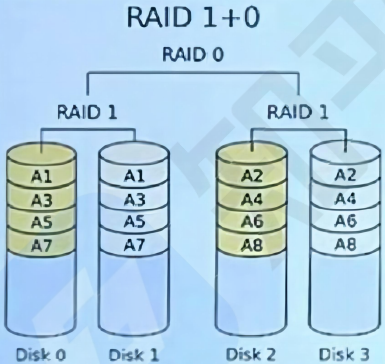 RAID 1+0
RAID 0
RAID 1 RAID 1
A1 A1 A2 A2
A3 A3 A4 A4
A5 A5 A6 A6
A7 A7 A8 A8
Disk 0 Disk 1 Disk 2 Disk 3